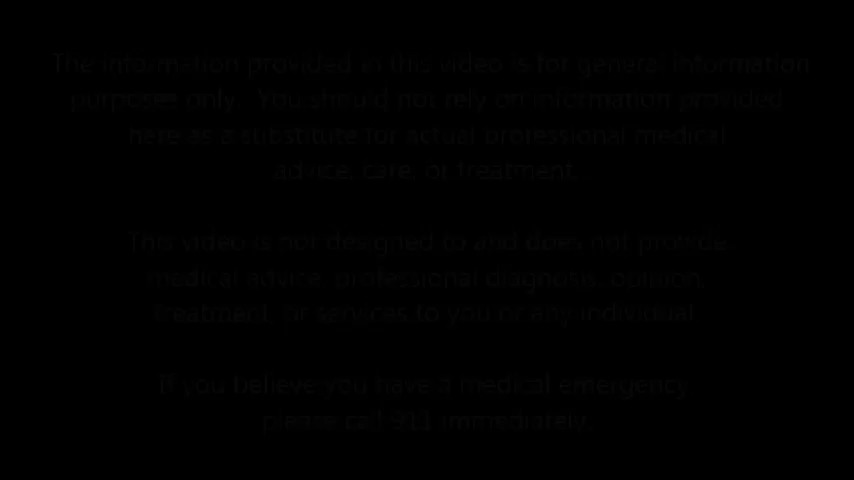 The information provided in this video is for general information
purposes only. You should not rely on information provided
here as a substitute for actual professional medical
advice, care, or treatment.
This video is not designed to and does not provide
medical advice, professional diagnosis, opinion,
treatment, or services to you or any individual.
If you believe you have a medical emergency
please call 911 immediately.